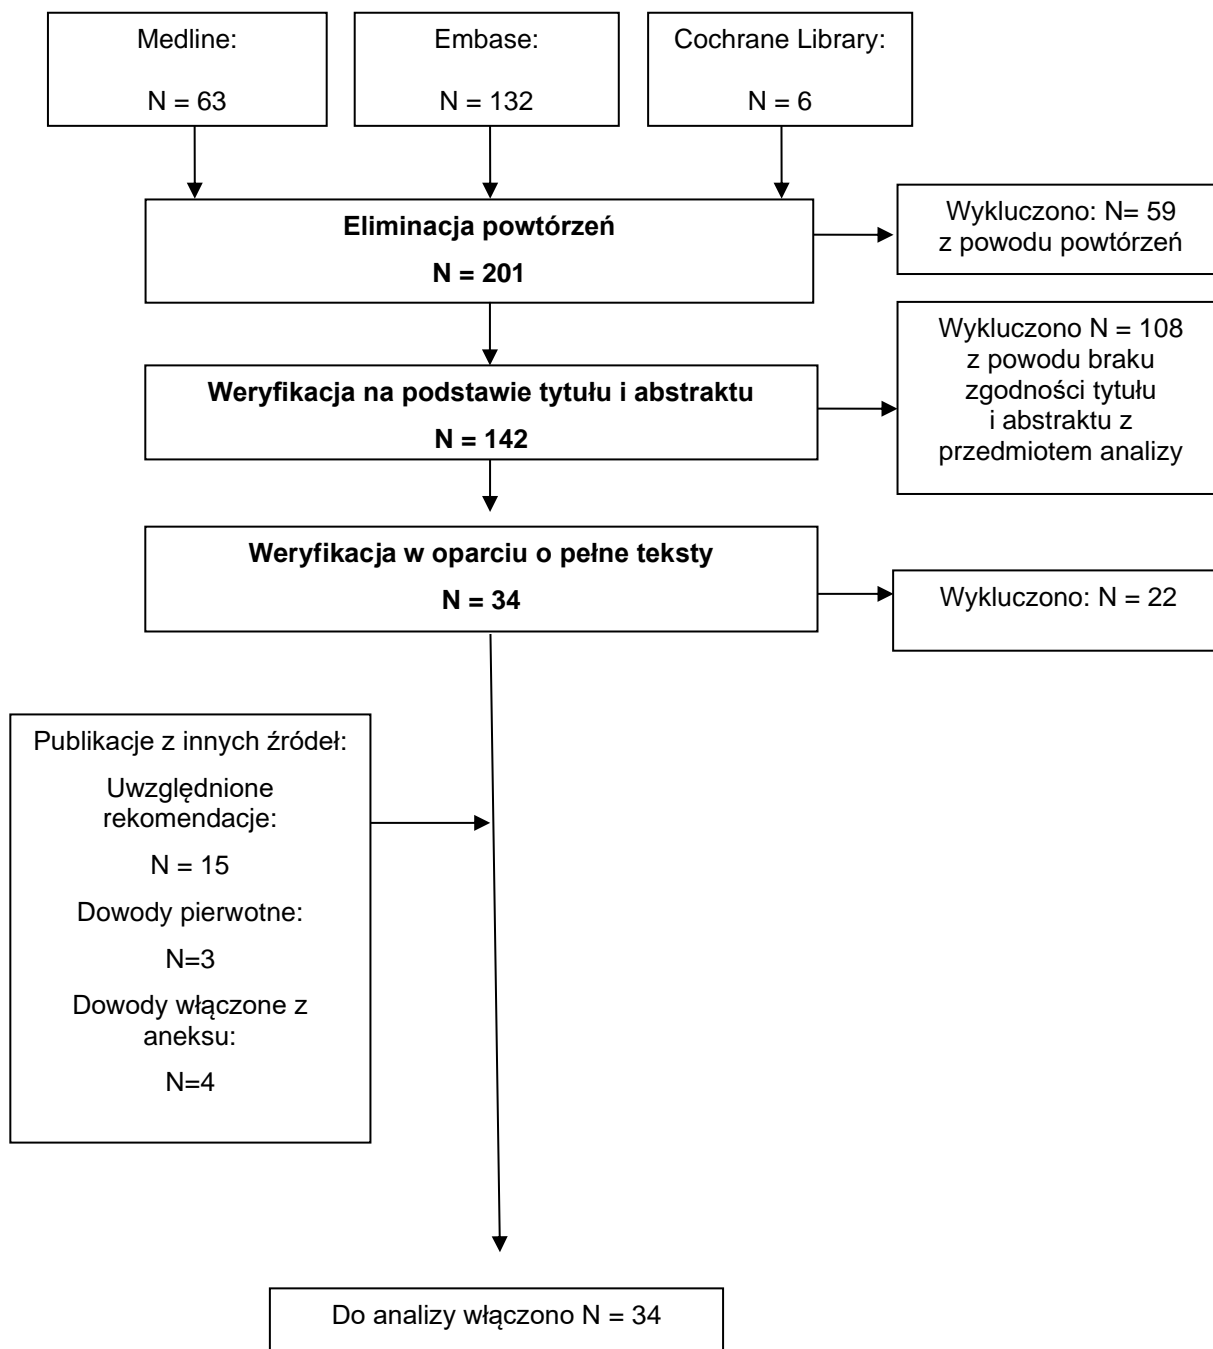 Medline:
N = 63
Embase:
N = 132
Cochrane Library:
N = 6
Eliminacja powtórzeń
N = 201
Wykluczono: N= 59
z powodu powtórzeń
Weryfikacja na podstawie tytułu i abstraktu
N = 142
Wykluczono N = 108
z powodu braku
zgodności tytułu
i abstraktu z
przedmiotem analizy
Weryfikacja w oparciu o pełne teksty
N = 34
Wykluczono: N = 22
Publikacje z innych źródeł:
Uwzględnione
rekomendacje:
N = 15
Dowody pierwotne:
N=3
Dowody włączone z
aneksu:
N=4
Do analizy włączono N = 34